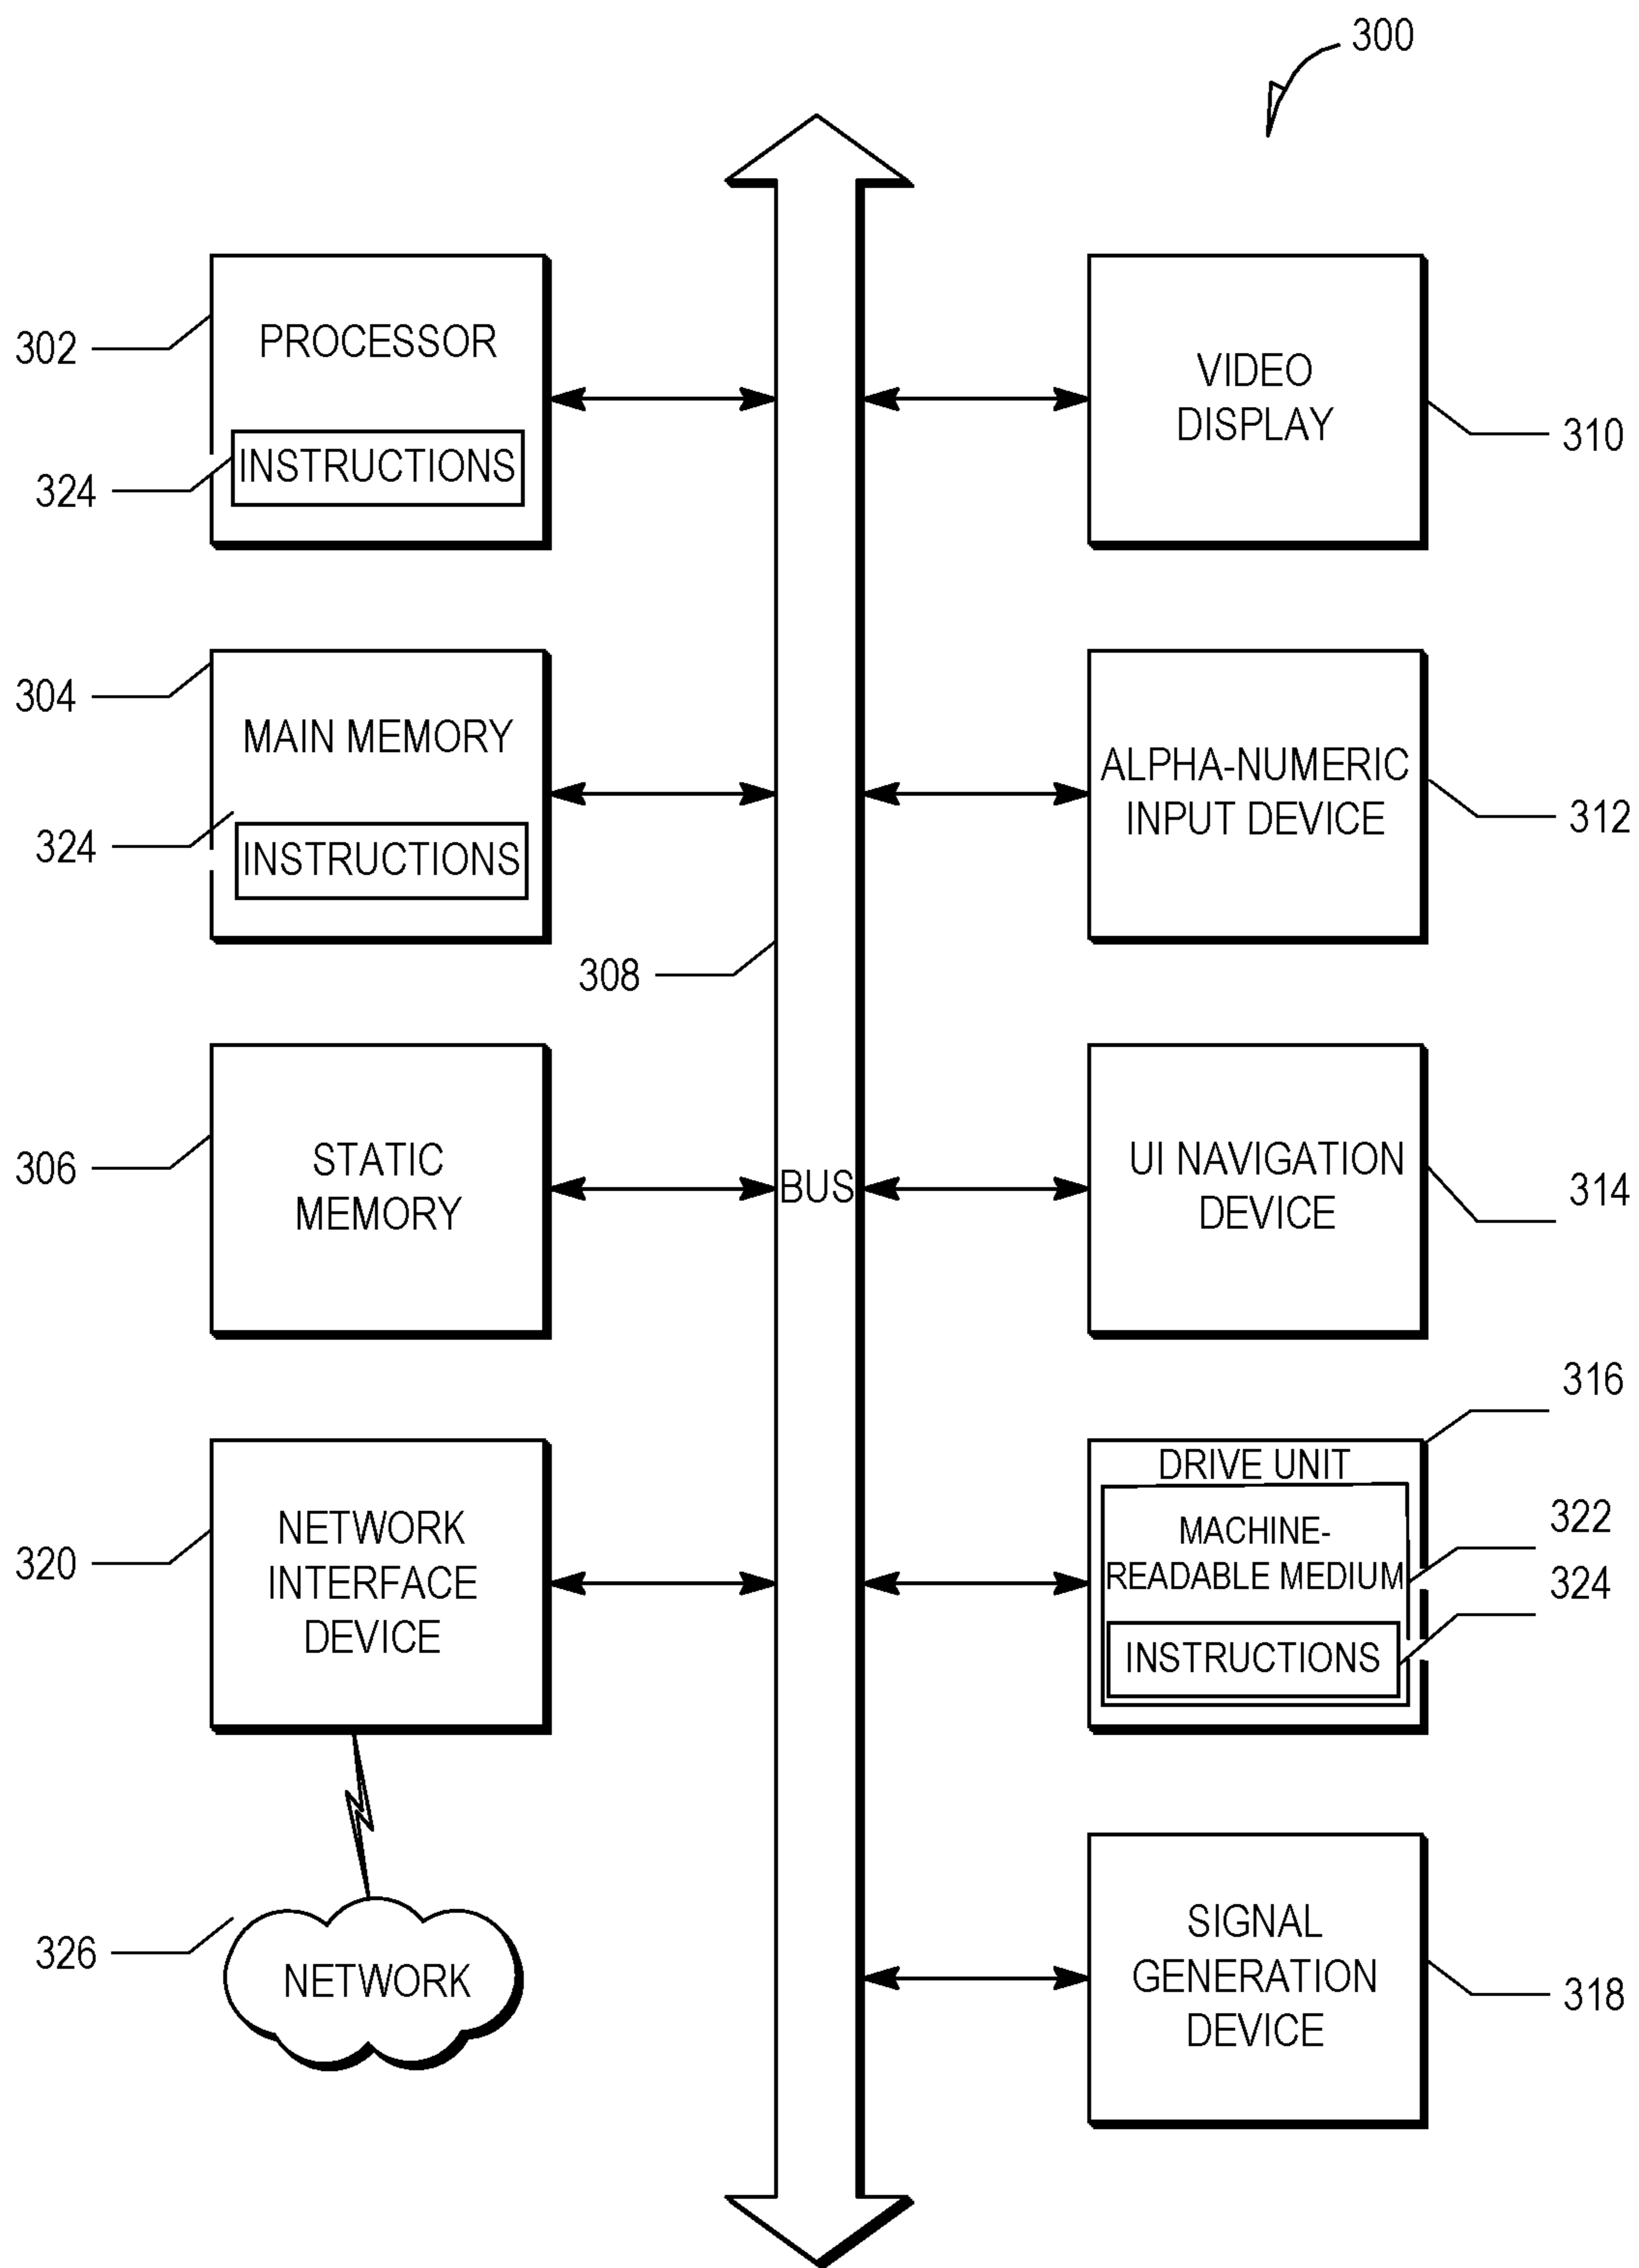 300
302
PROCESSOR
324
INSTRUCTIONS
VIDEO
DISPLAY
310
304
MAIN MEMORY
324
INSTRUCTIONS
ALPHA-NUMERIC
INPUT DEVICE
312
308
306
STATIC
MEMORY
BUS
UI NAVIGATION
DEVICE
314
320
NETWORK
INTERFACE
DEVICE
316
DRIVE UNIT
MACHINE-
READABLE MEDIUM
322
324
INSTRUCTIONS
326
NETWORK
SIGNAL
GENERATION
DEVICE
318